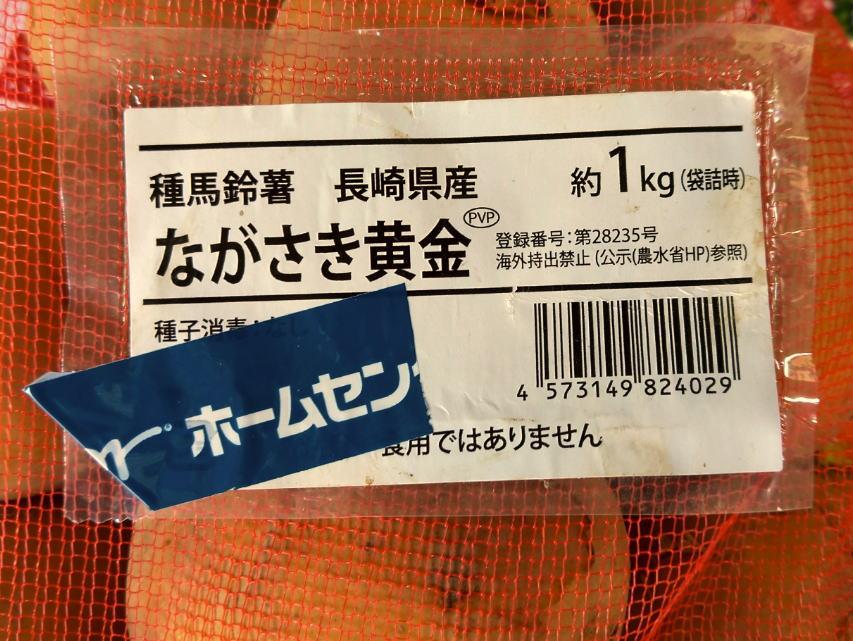 種馬鈴薯 長崎県産 約1kg(袋詰時)
ながさき黄金 PVP
登録番号:第28235号
海外持出禁止(公示(農水省HP)参照)
種子消毒:なし
ホームセン
4 573149 824029
食用ではありません